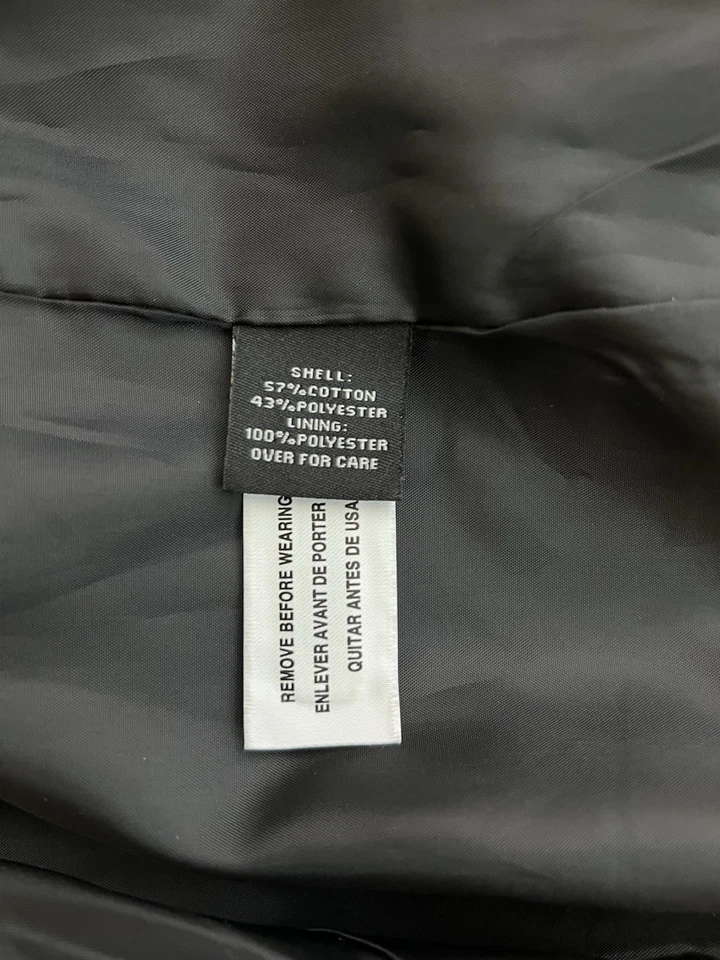 SHELL:
57%COTTON
43%POLYESTER
LINING:
100%POLYESTER
OVER FOR CARE
REMOVE BEFORE WEARING
ENLEVER AVANT DE PORTER
QUITAR ANTES DE USA